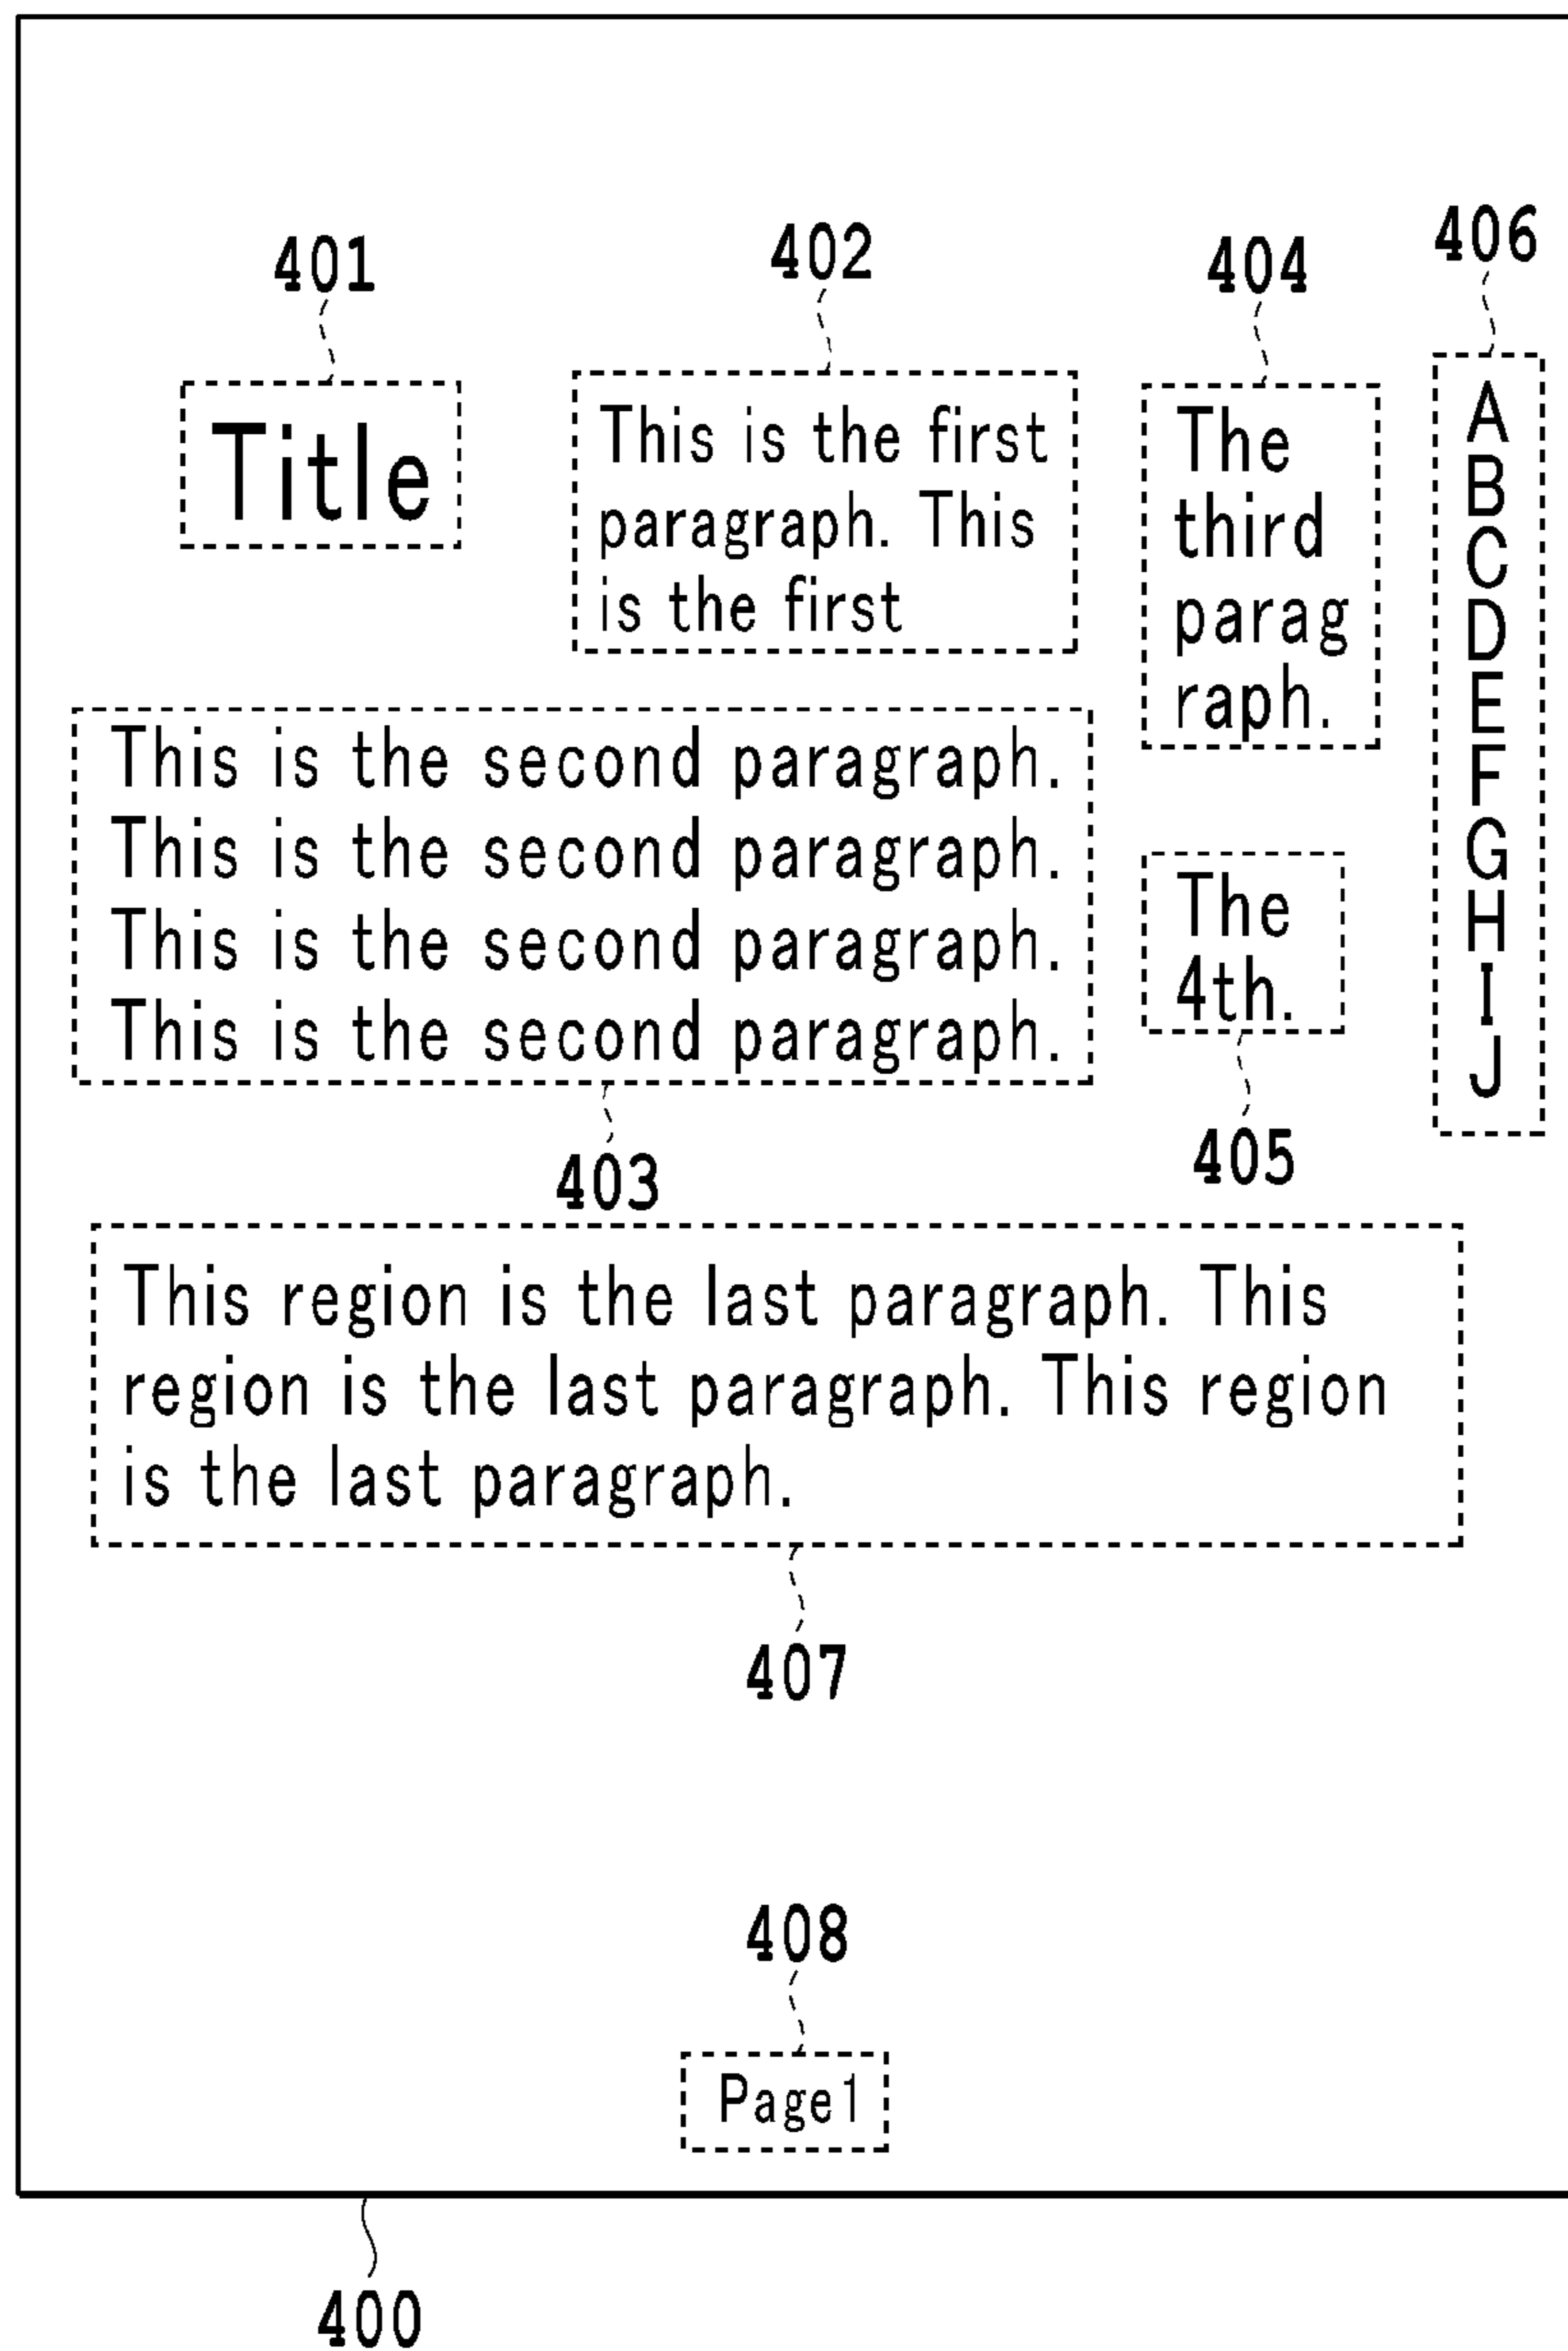 401
Title
402
This is the first
paragraph. This
is the first
This is the second paragraph.
This is the second paragraph.
This is the second paragraph.
This is the second paragraph.
403
404
The
third
parag
raph.
The
4th.
405
406
A
B
C
D
E
F
G
H
I
J
This region is the last paragraph. This
region is the last paragraph. This region
is the last paragraph.
407
408
Page1
400